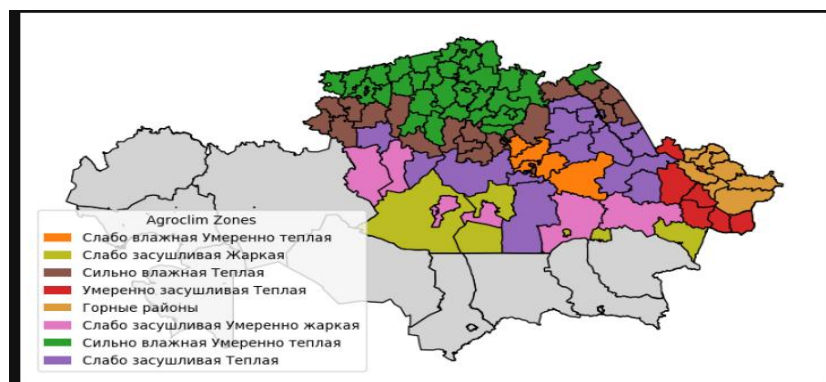 Agroclim Zones
Слабо влажная Умеренно теплая
Слабо засушливая Жаркая
Сильно влажная Теплая
Умеренно засушливая Теплая
Горные районы
Слабо засушливая Умеренно жаркая
Сильно влажная Умеренно теплая
Слабо засушливая Теплая